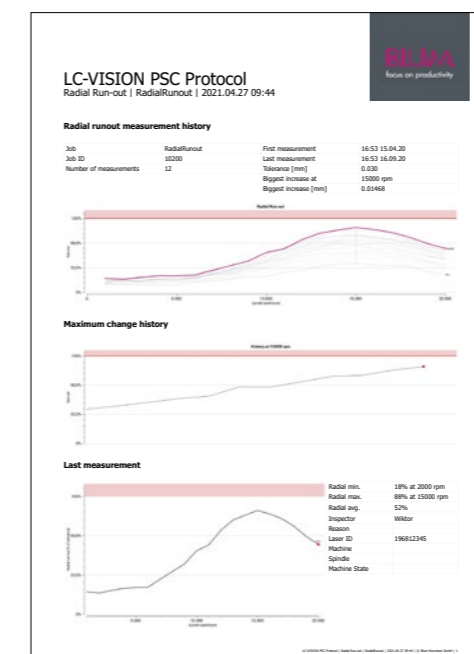 BLUM
focus on productivity
LC-VISION PSC Protocol
Radial Run-out | RadialRunout | 2021.04.27 09:44
Radial runout measurement history
Job RadialRunout First measurement 16:53 15.04.20
Job ID 10200 Last measurement 16:53 16.09.20
Number of measurements 12 Tolerance [mm] 0.030
Biggest increase at 15000 rpm
Biggest increase [mm] 0.01468
Radial Run-out
100%
0%
0 5.000 10.000 15.000 20.000
Maximum change history
History at 15000 rpm
100%
0%
Last measurement
Radial min. 18% at 2000 rpm
Radial max. 88% at 15000 rpm
Radial avg. 52%
Inspector Wiktor
Reason
Laser ID 196812345
Machine
Spindle
Machine State
100%
0%
5.000 10.000 15.000 20.000